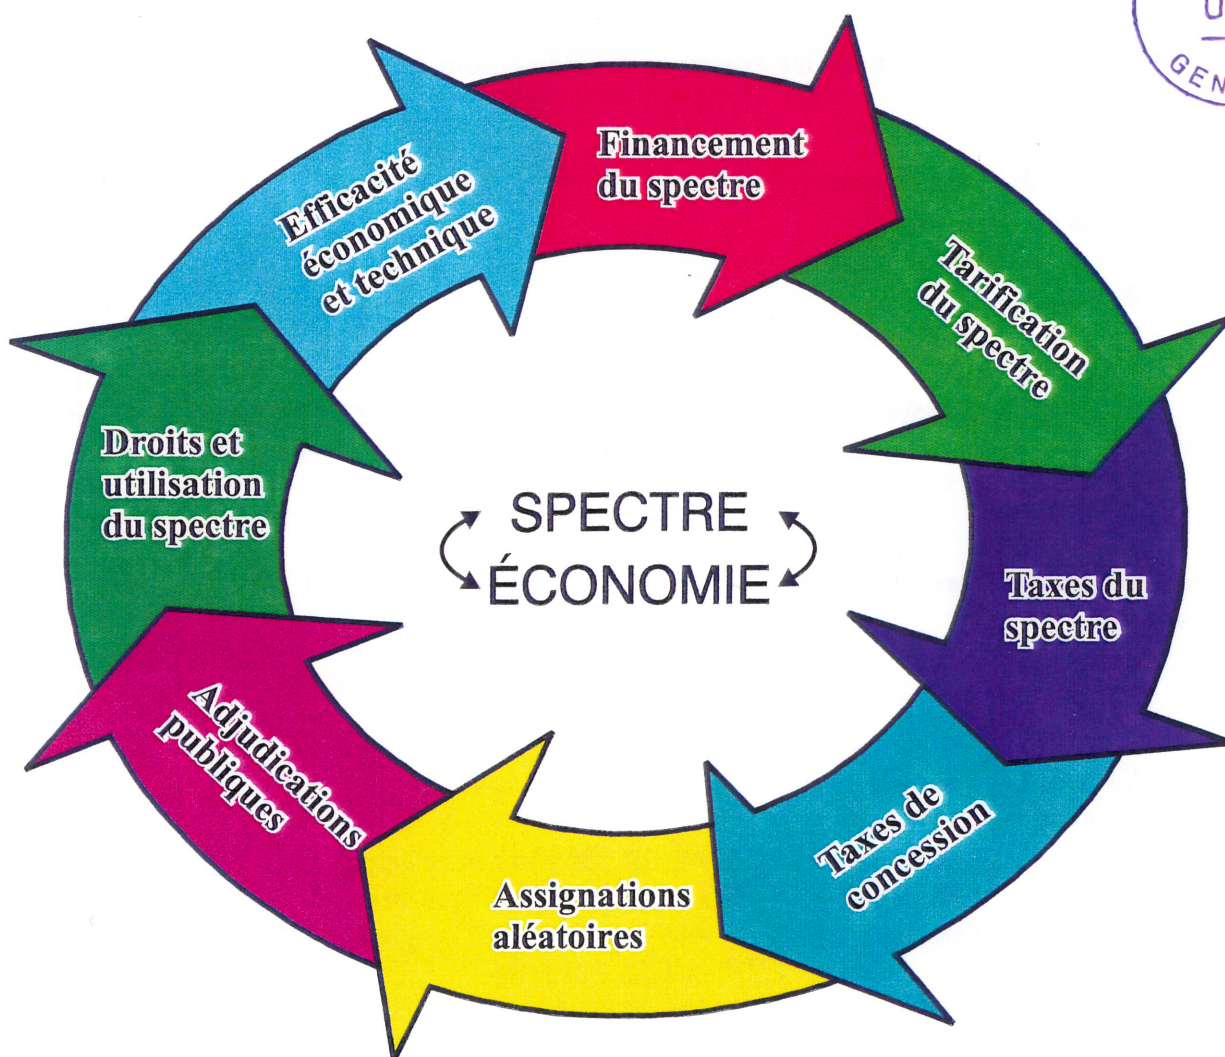 Financement
du spectre
Tarification
du spectre
Taxes du
spectre
Taxes de
concession
Assignations
aléatoires
Adjudications
publiques
Droits et
utilisation
du spectre
Efficacité
économique
et technique
SPECTRE
ÉCONOMIE